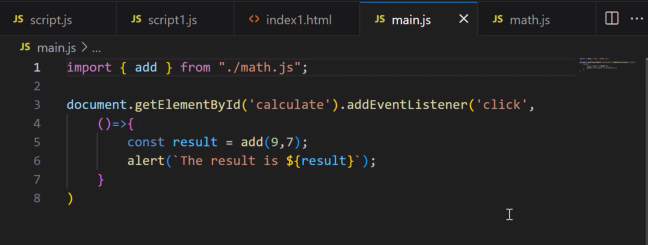 JS script.js JS script1.js <> index1.html JS main.js × JS math.js ...
JS main.js > ...
1 import { add } from "./math.js";
2
3 document.getElementById('calculate').addEventListener('click',
4 ()=>{
5 const result = add(9,7);
6 alert(`The result is ${result}`);
7 }
8 )